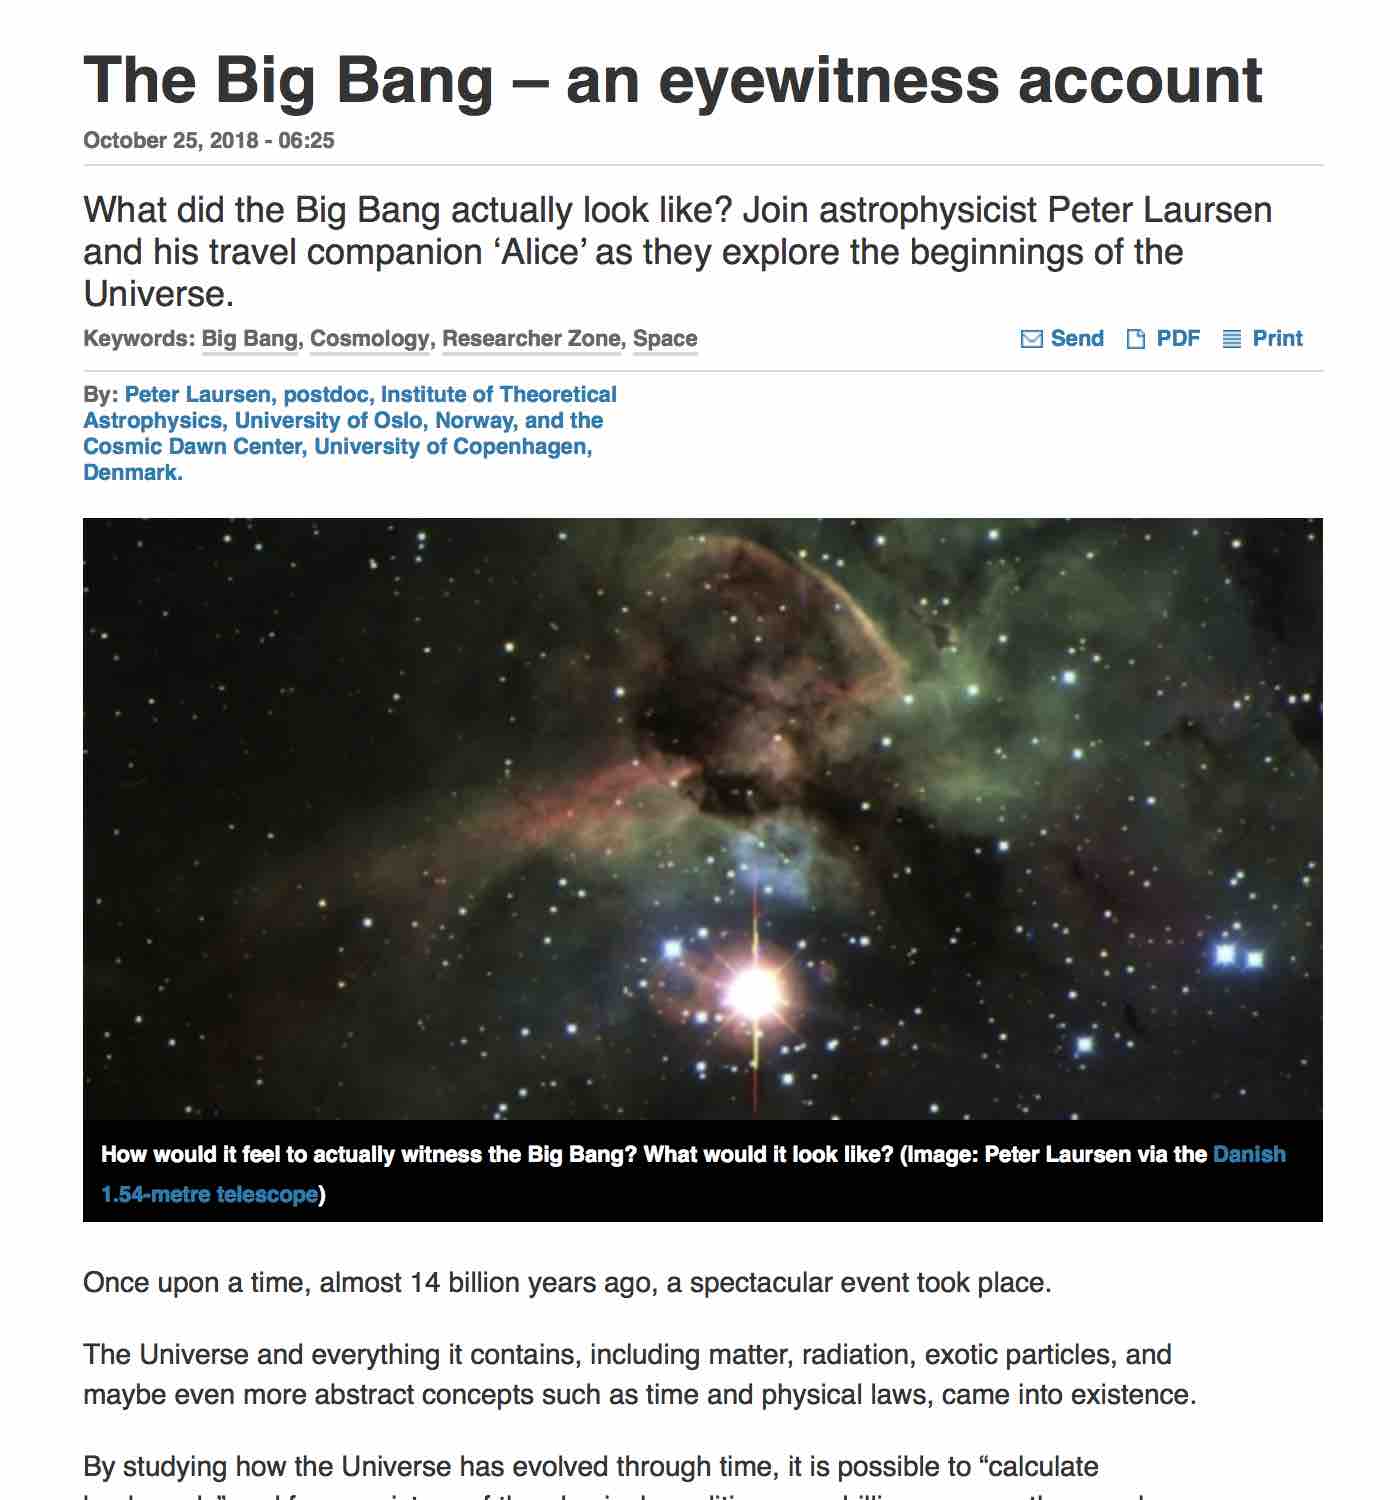 The Big Bang – an eyewitness account
October 25, 2018 - 06:25
What did the Big Bang actually look like? Join astrophysicist Peter Laursen
and his travel companion ‘Alice’ as they explore the beginnings of the
Universe.
Keywords: Big Bang, Cosmology, Researcher Zone, Space
Send PDF Print
By: Peter Laursen, postdoc, Institute of Theoretical
Astrophysics, University of Oslo, Norway, and the
Cosmic Dawn Center, University of Copenhagen,
Denmark.
How would it feel to actually witness the Big Bang? What would it look like? (Image: Peter Laursen via the Danish
1.54-metre telescope)
Once upon a time, almost 14 billion years ago, a spectacular event took place.
The Universe and everything it contains, including matter, radiation, exotic particles, and
maybe even more abstract concepts such as time and physical laws, came into existence.
By studying how the Universe has evolved through time, it is possible to “calculate